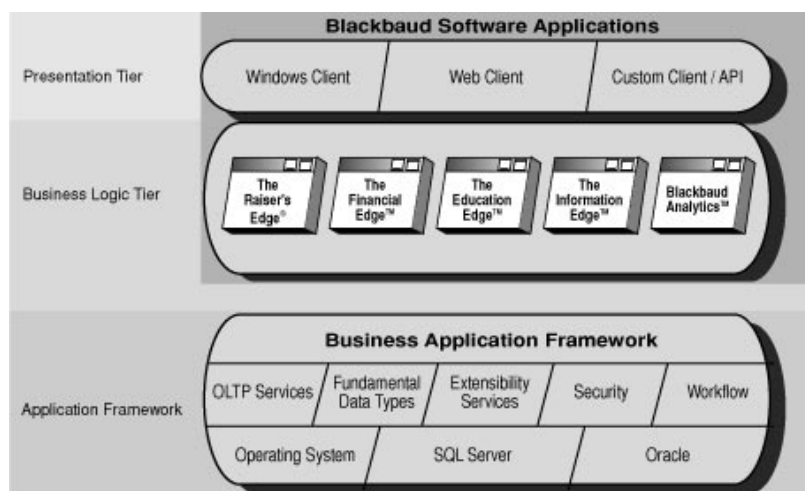 Blackbaud Software Applications
Presentation Tier
Windows Client
Web Client
Custom Client / API
Business Logic Tier
The
Raiser's
Edge®
The
Financial
Edge™
The
Education
Edge™
The
Information
Edge™
Blackbaud
Analytics™
Application Framework
Business Application Framework
OLTP Services
Fundamental
Data Types
Extensibility
Services
Security
Workflow
Operating System
SQL Server
Oracle